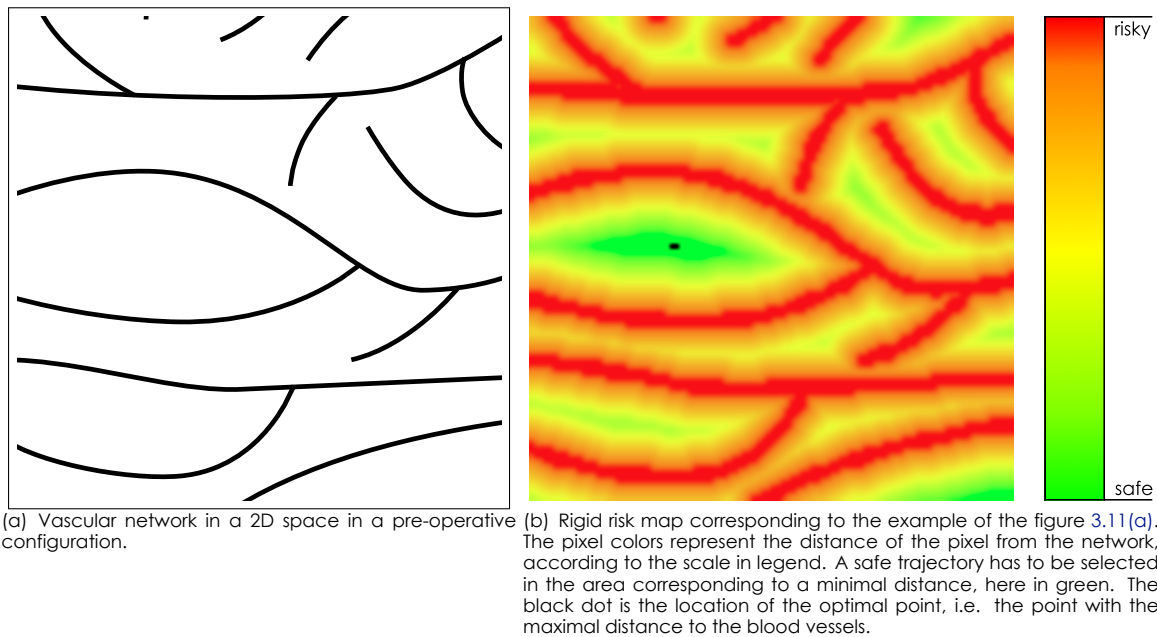 risky
safe
(a) Vascular network in a 2D space in a pre-operative
configuration.
(b) Rigid risk map corresponding to the example of the figure 3.11(a).
The pixel colors represent the distance of the pixel from the network,
according to the scale in legend. A safe trajectory has to be selected
in the area corresponding to a minimal distance, here in green. The
black dot is the location of the optimal point, i.e. the point with the
maximal distance to the blood vessels.